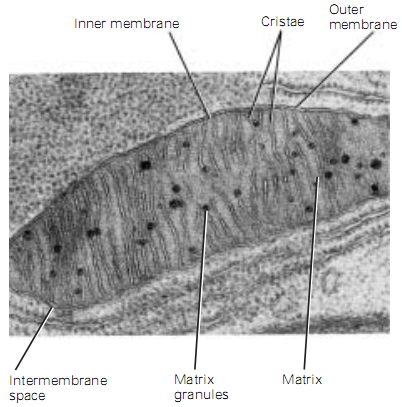 Inner membrane
Cristae
Outer
membrane
Intermembrane
space
Matrix
granules
Matrix